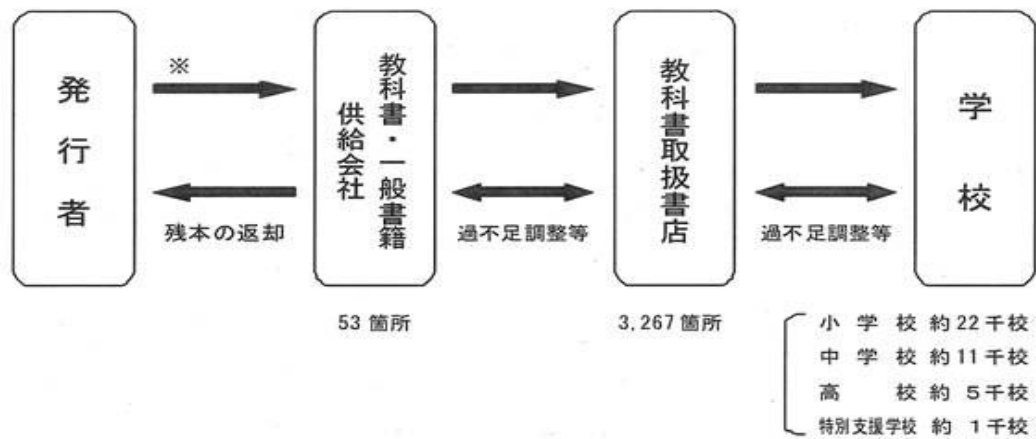 発行者
※
残本の返却
教科書・一般書籍
供給会社
53 箇所
過不足調整等
教科書取扱書店
3,267 箇所
過不足調整等
学校
小学校 約 22 千校
中学校 約 11 千校
高校 約 5 千校
特別支援学校 約 1 千校